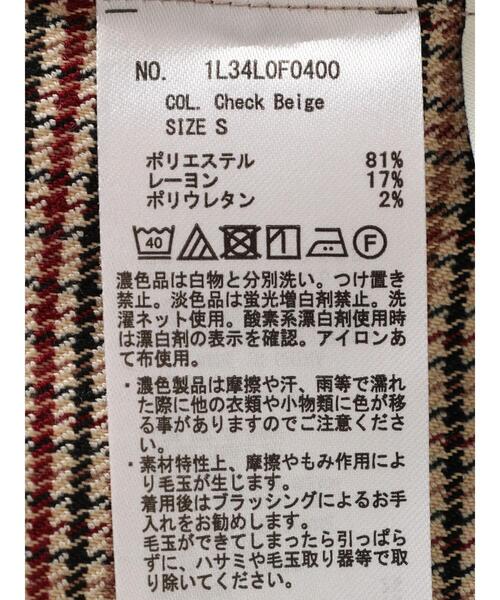 NO. 1L34L0F0400
COL. Check Beige
SIZE S
ポリエステル 81%
レーヨン 17%
ポリウレタン 2%
40 F
濃色品は白物と分別洗い。つけ置き
禁止。淡色品は蛍光増白剤禁止。洗
濯ネット使用。酸素系漂白剤使用時
は漂白剤の表示を確認。アイロンあ
て布使用。
・濃色製品は摩擦や汗、雨等で濡れ
た際に他の衣類や小物類に色が移
る事がありますのでご注意くださ
い。
・素材特性上、摩擦やもみ作用によ
り毛玉が生じます。
着用後はブラッシングによるお手
入れをお勧めします。
毛玉ができてしまったら引っぱら
ずに、ハサミや毛玉取り器等で取
り除いてください。